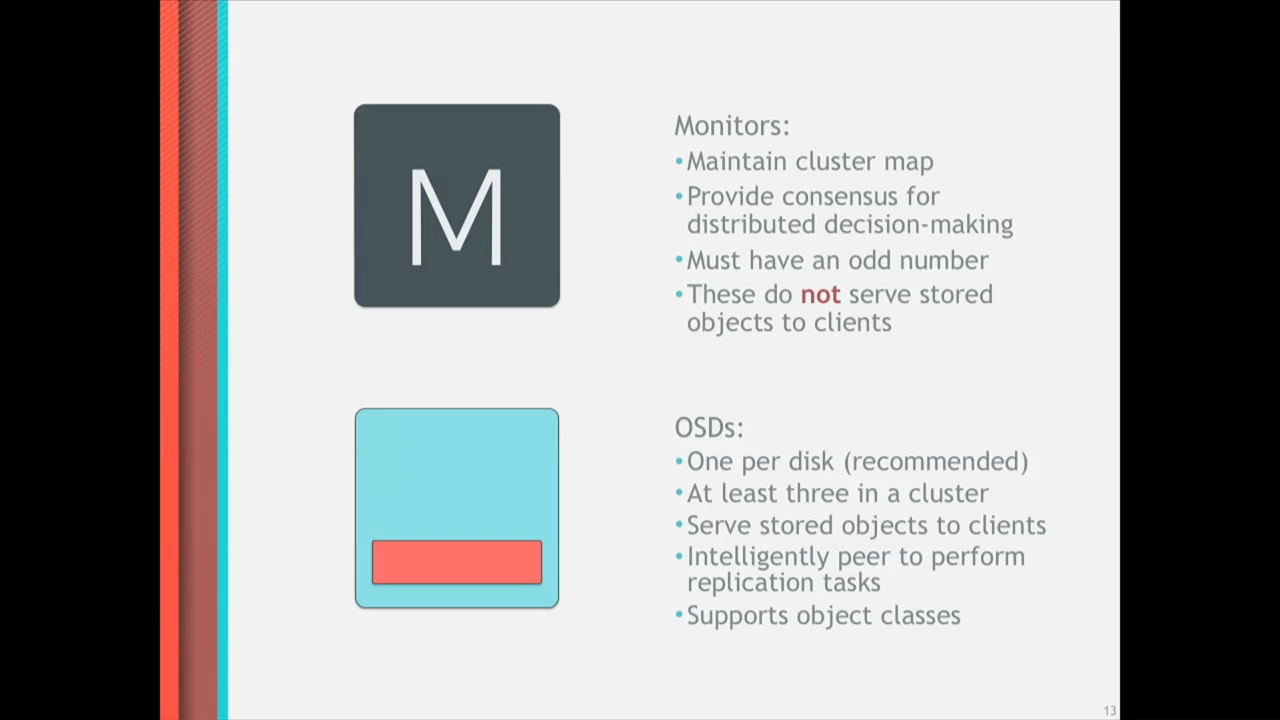 M
Monitors:
•Maintain cluster map
•Provide consensus for
distributed decision-making
•Must have an odd number
•These do not serve stored
objects to clients
OSDs:
•One per disk (recommended)
•At least three in a cluster
•Serve stored objects to clients
•Intelligently peer to perform
replication tasks
•Supports object classes
13